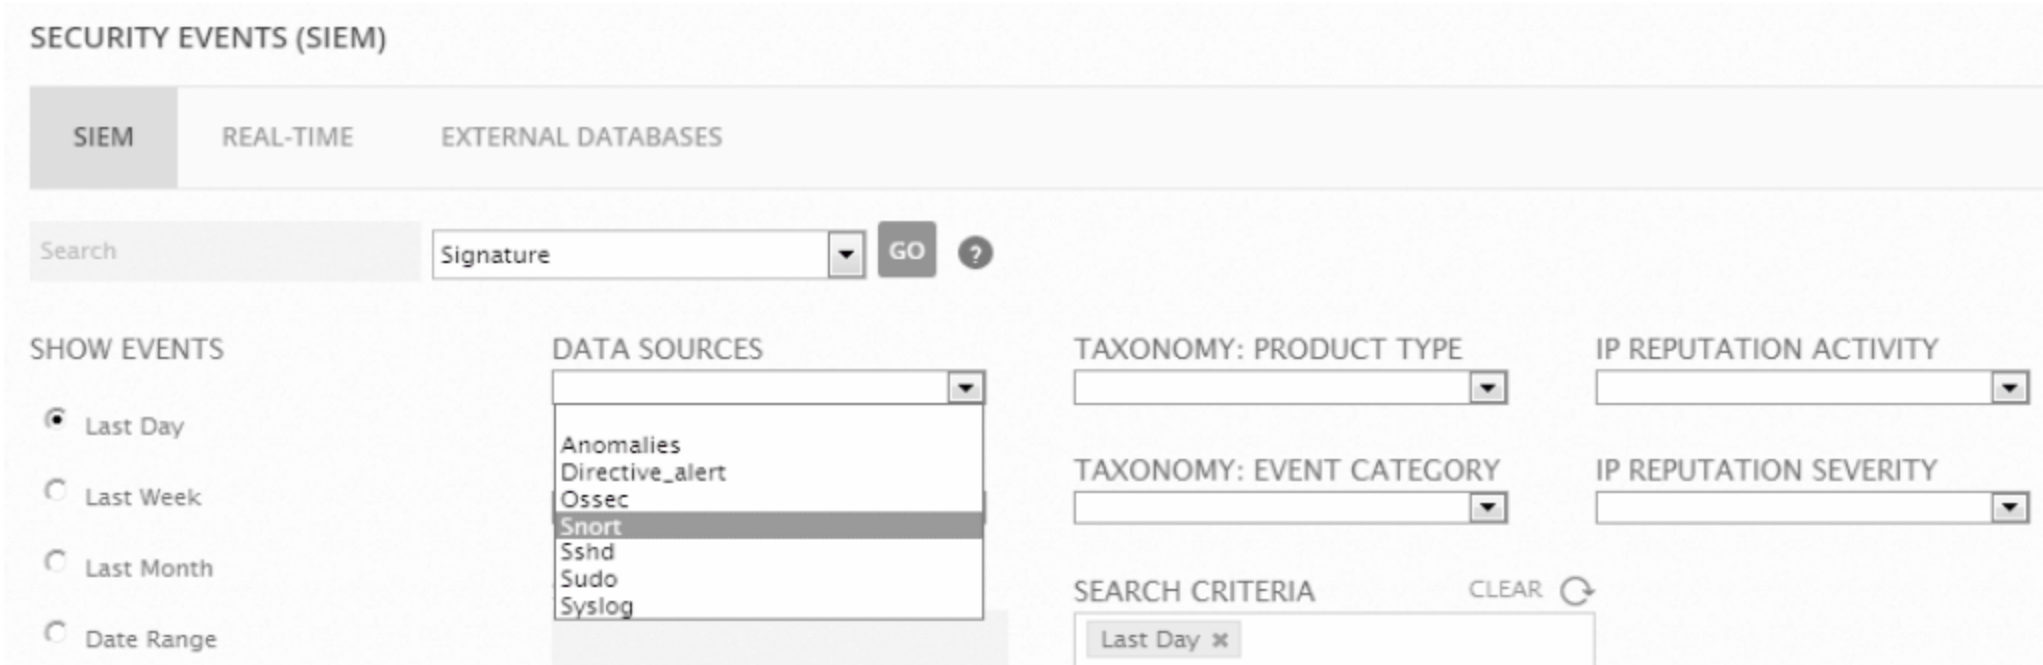 SECURITY EVENTS (SIEM)
SIEM REAL-TIME EXTERNAL DATABASES
Search Signature GO ?
SHOW EVENTS DATA SOURCES TAXONOMY: PRODUCT TYPE IP REPUTATION ACTIVITY
Last Day
Anomalies
Directive_alert
TAXONOMY: EVENT CATEGORY IP REPUTATION SEVERITY
Last Week
Ossec
Snort
Sshd
Last Month
Sudo
Syslog
SEARCH CRITERIA CLEAR
Date Range
Last Day ×